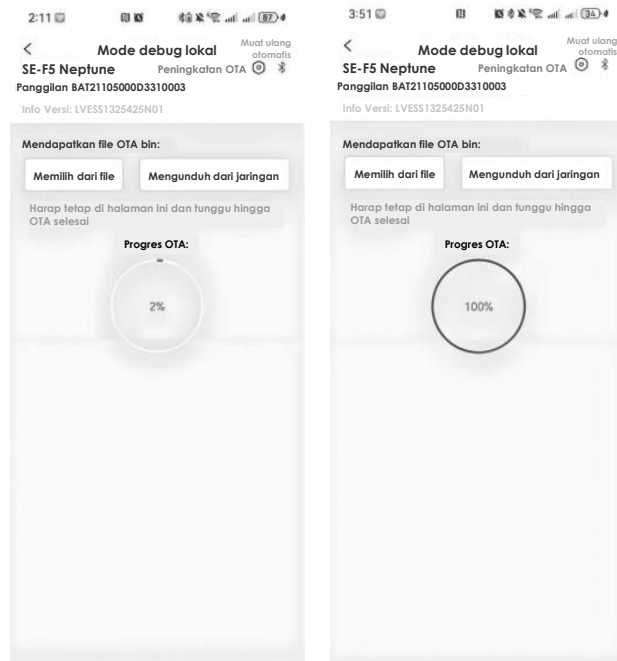 2:11
87
Mode debug lokal
Muat ulang
otomatis
SE-F5 Neptune
Peningkatan OTA
Panggilan BAT21105000D3310003
Info Versi: LVESS1325425N01
Mendapatkan file OTA bin:
Memilih dari file
Mengunduh dari jaringan
Harap tetap di halaman ini dan tunggu hingga
OTA selesai
Progres OTA:
2%
3:51
34
Mode debug lokal
Muat ulang
otomatis
SE-F5 Neptune
Peningkatan OTA
Panggilan BAT21105000D3310003
Info Versi: LVESS1325425N01
Mendapatkan file OTA bin:
Memilih dari file
Mengunduh dari jaringan
Harap tetap di halaman ini dan tunggu hingga
OTA selesai
Progres OTA:
100%